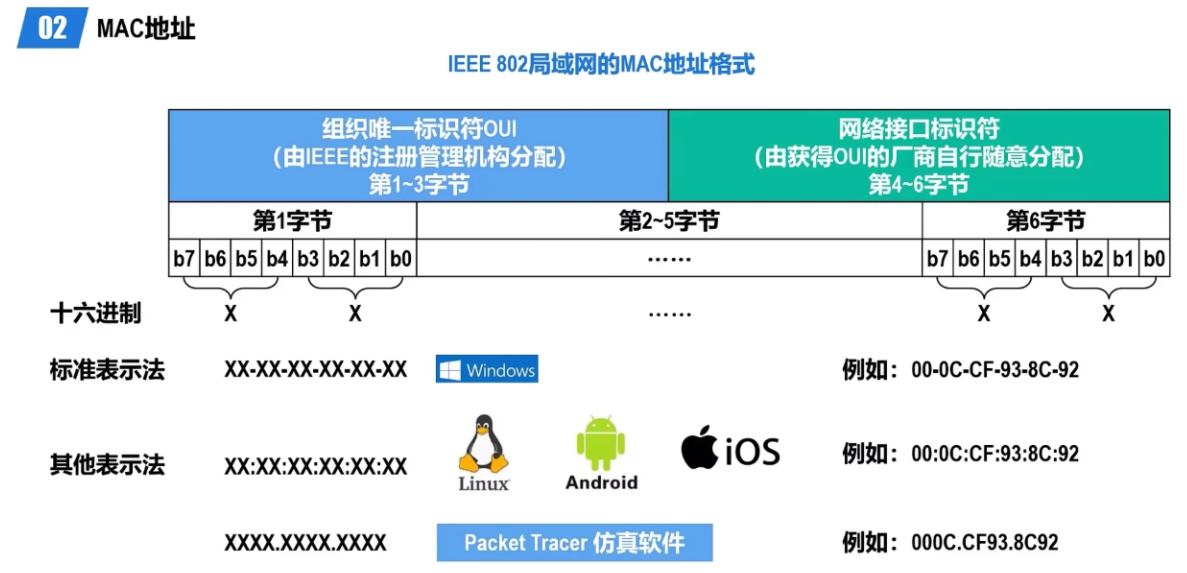 02 MAC地址
IEEE 802局域网的MAC地址格式
组织唯一标识符OUI
（由IEEE的注册管理机构分配）
第1~3字节
网络接口标识符
（由获得OUI的厂商自行随意分配）
第4~6字节
第1字节 第2~5字节 第6字节
b7 b6 b5 b4 b3 b2 b1 b0 …… b7 b6 b5 b4 b3 b2 b1 b0
十六进制 X X …… X X
标准表示法 XX-XX-XX-XX-XX-XX Windows 例如：00-0C-CF-93-8C-92
其他表示法 XX:XX:XX:XX:XX:XX Linux Android iOS 例如：00:0C:CF:93:8C:92
XXXX.XXXX.XXXX Packet Tracer 仿真软件 例如：000C.CF93.8C92